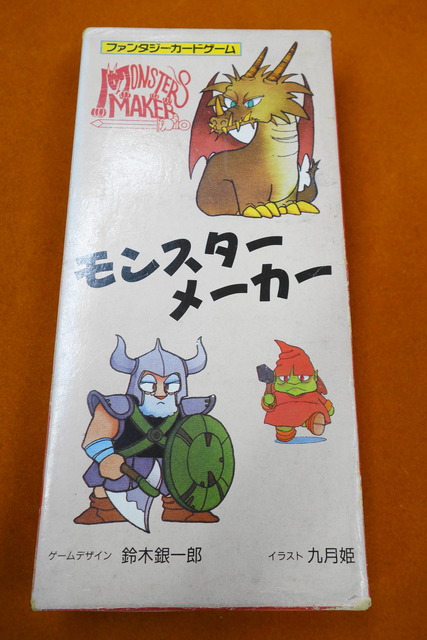 ファンタジーカードゲーム
MONSTERS
MAKER
モンスター
メーカー
ゲームデザイン 鈴木銀一郎
イラスト 九月姫